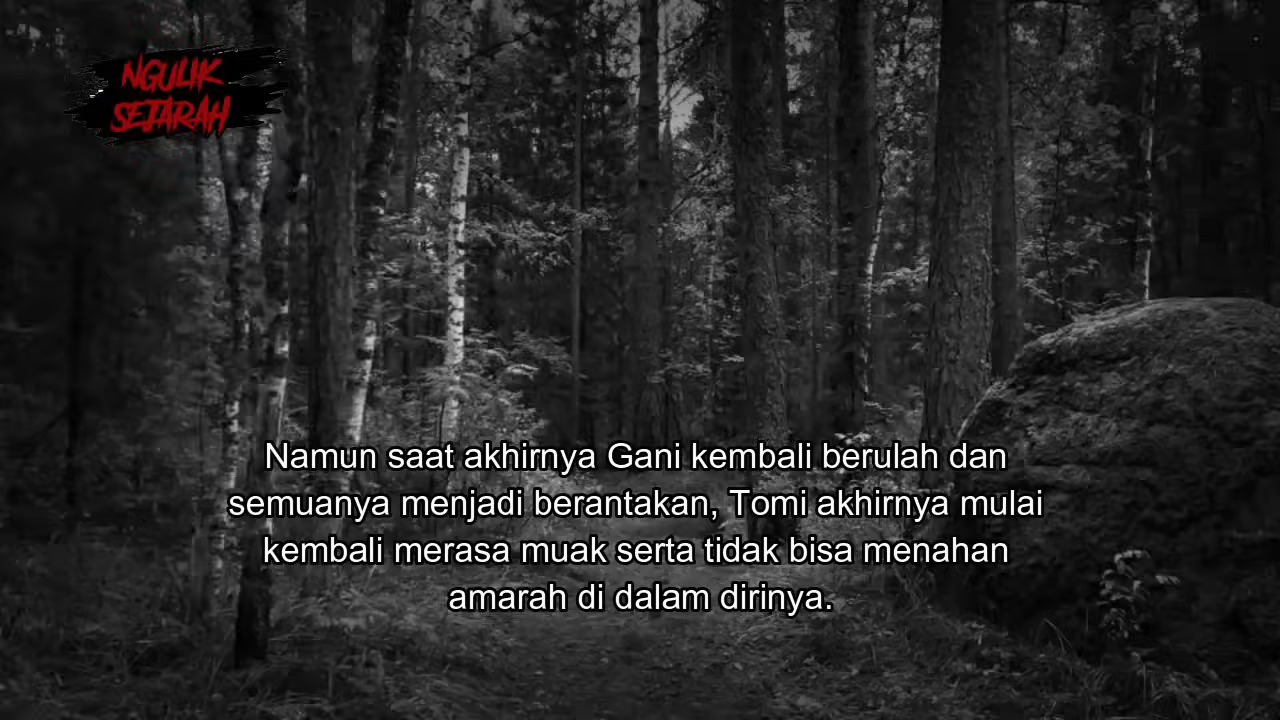 NGULIK
SEJARAH
Namun saat akhirnya Gani kembali berulah dan
semuanya menjadi berantakan, Tomi akhirnya mulai
kembali merasa muak serta tidak bisa menahan
amarah di dalam dirinya.